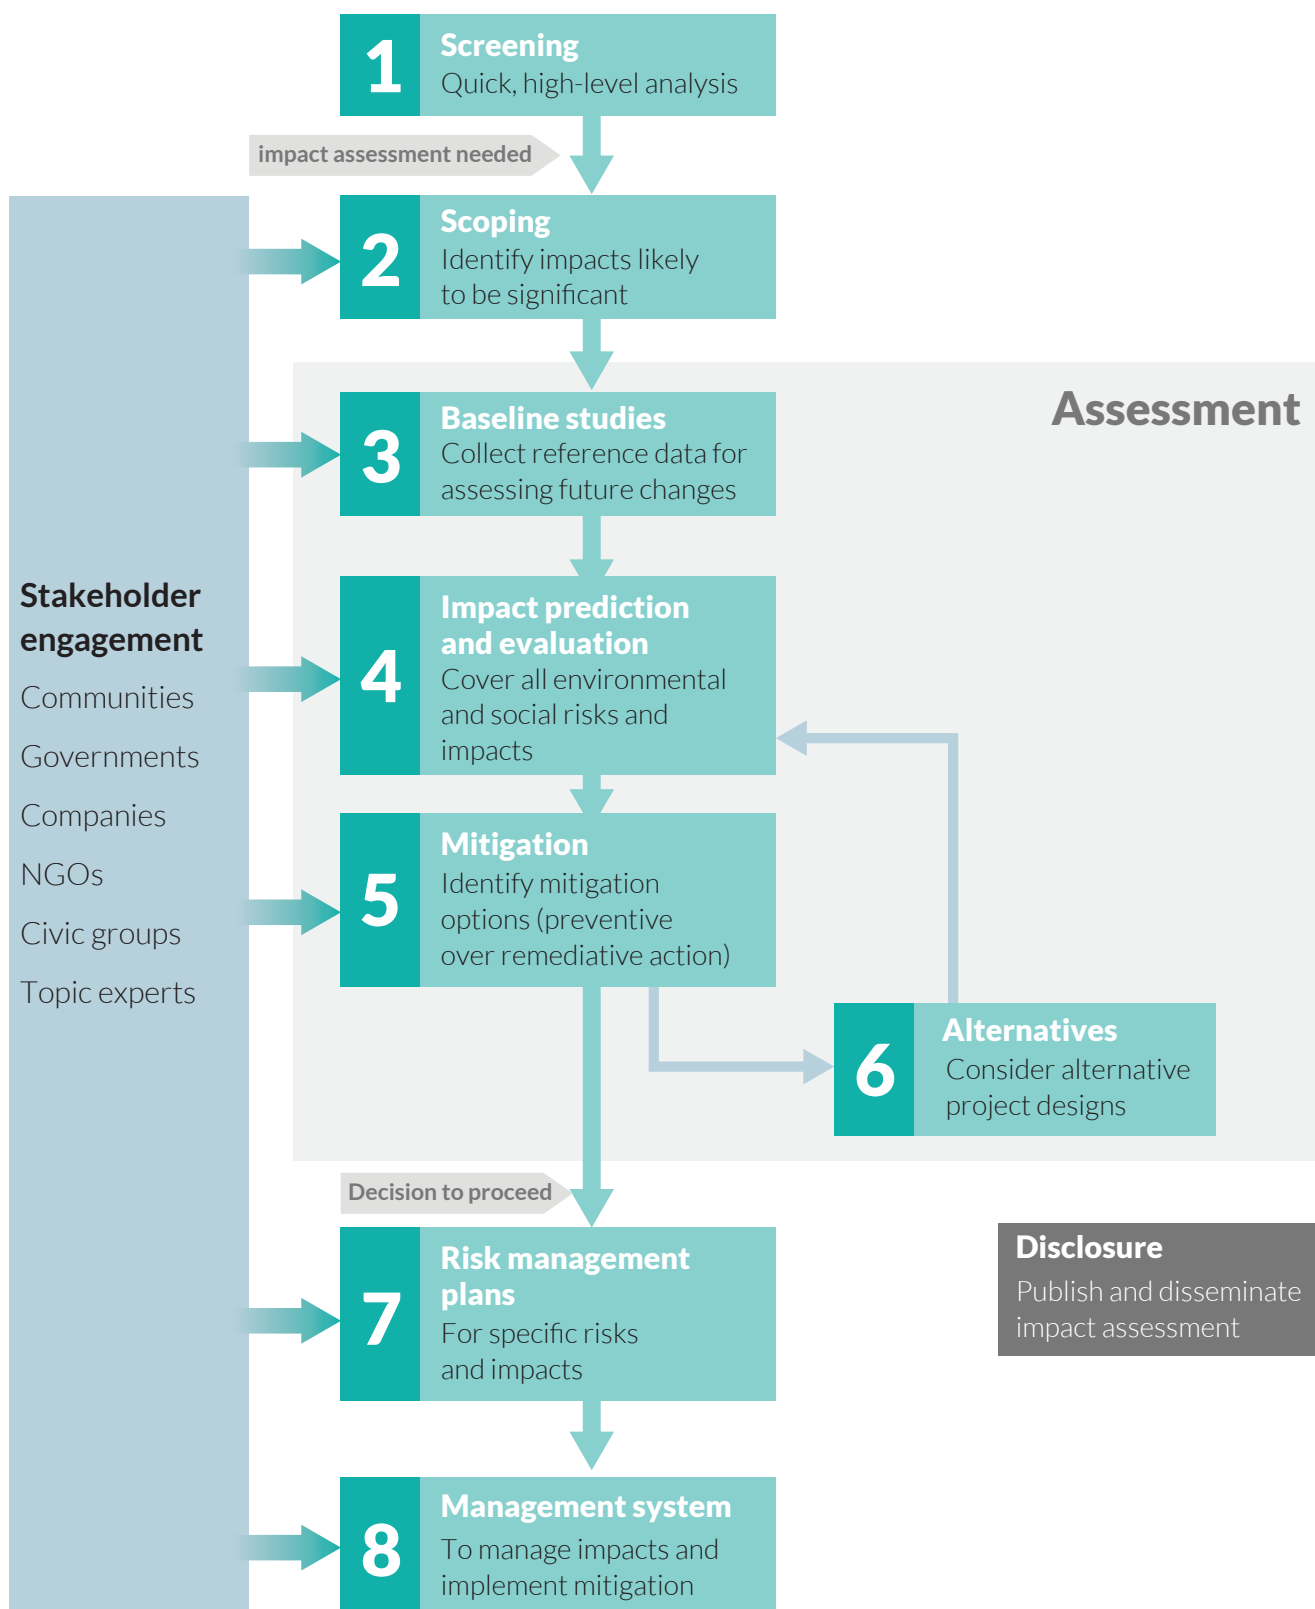 1
Screening
Quick, high-level analysis
impact assessment needed
2
Scoping
Identify impacts likely
to be significant
Assessment
3
Baseline studies
Collect reference data for
assessing future changes
Stakeholder
engagement
Communities
Governments
Companies
NGOs
Civic groups
Topic experts
4
Impact prediction
and evaluation
Cover all environmental
and social risks and
impacts
5
Mitigation
Identify mitigation
options (preventive
over remediative action)
6
Alternatives
Consider alternative
project designs
Decision to proceed
7
Risk management
plans
For specific risks
and impacts
Disclosure
Publish and disseminate
impact assessment
8
Management system
To manage impacts and
implement mitigation